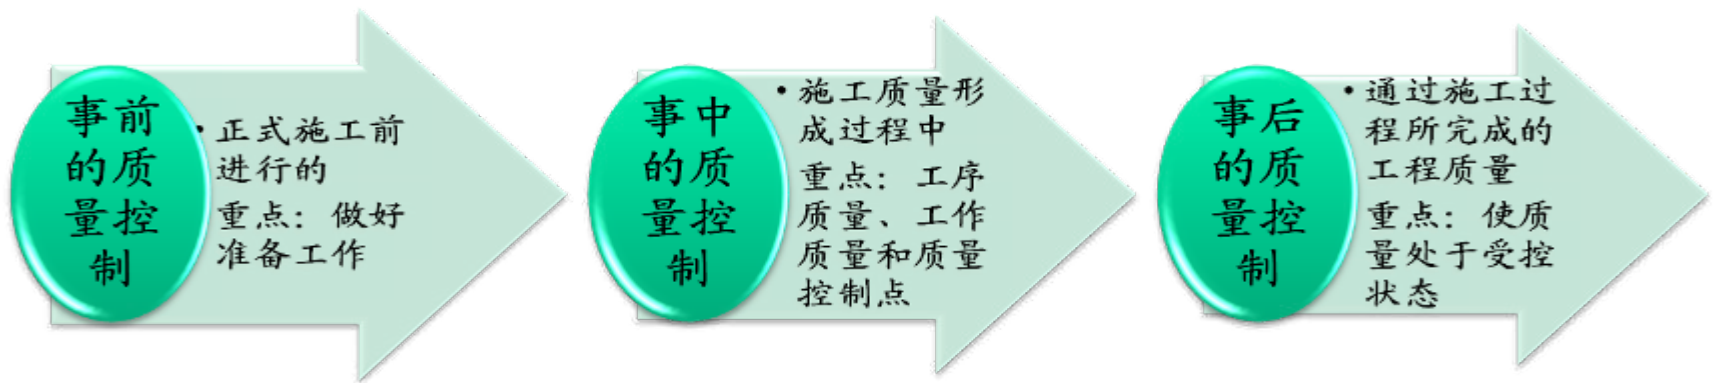 事前
的质
量控
制
• 正式施工前
进行的
重点：做好
准备工作
事中
的质
量控
制
• 施工质量形
成过程中
重点：工序
质量、工作
质量和质量
控制点
事后
的质
量控
制
• 通过施工过
程所完成的
工程质量
重点：使质
量处于受控
状态